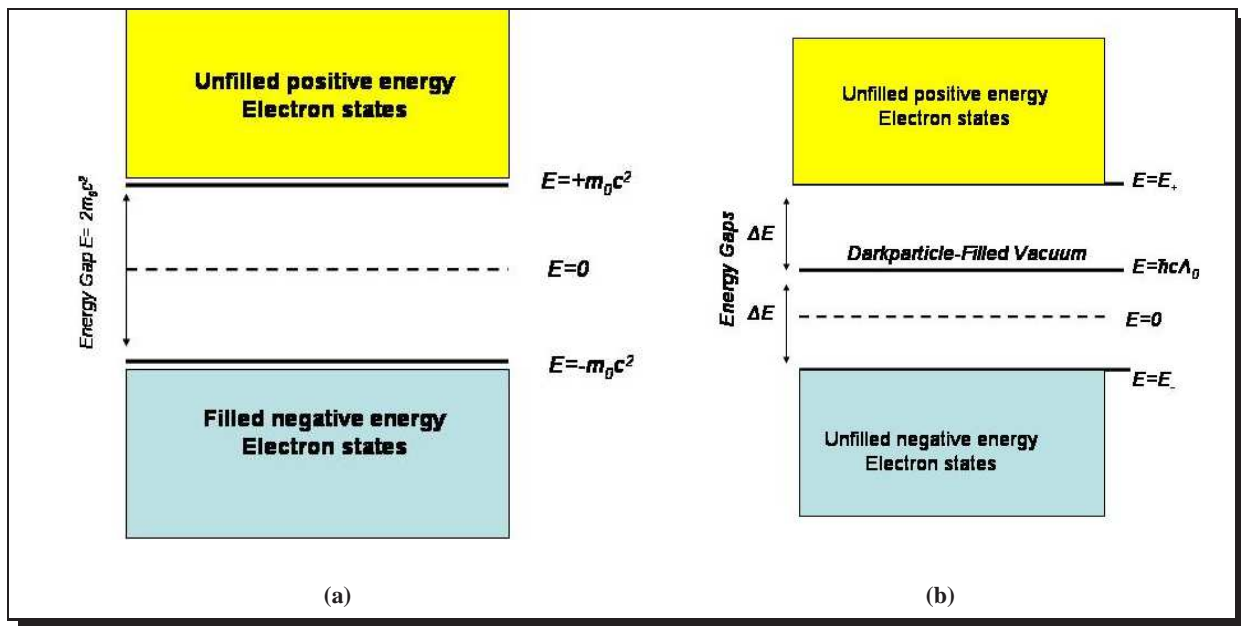 Unfilled positive energy
Electron states
E=+m₀c²
Energy Gap E= 2m₀c²
E=0
E=-m₀c²
Filled negative energy
Electron states
(a)
Unfilled positive energy
Electron states
E=E₊
Energy Gaps
ΔE
Darkparticle-Filled Vacuum
E=ħcΛ₀
ΔE
E=0
E=E₋
Unfilled negative energy
Electron states
(b)